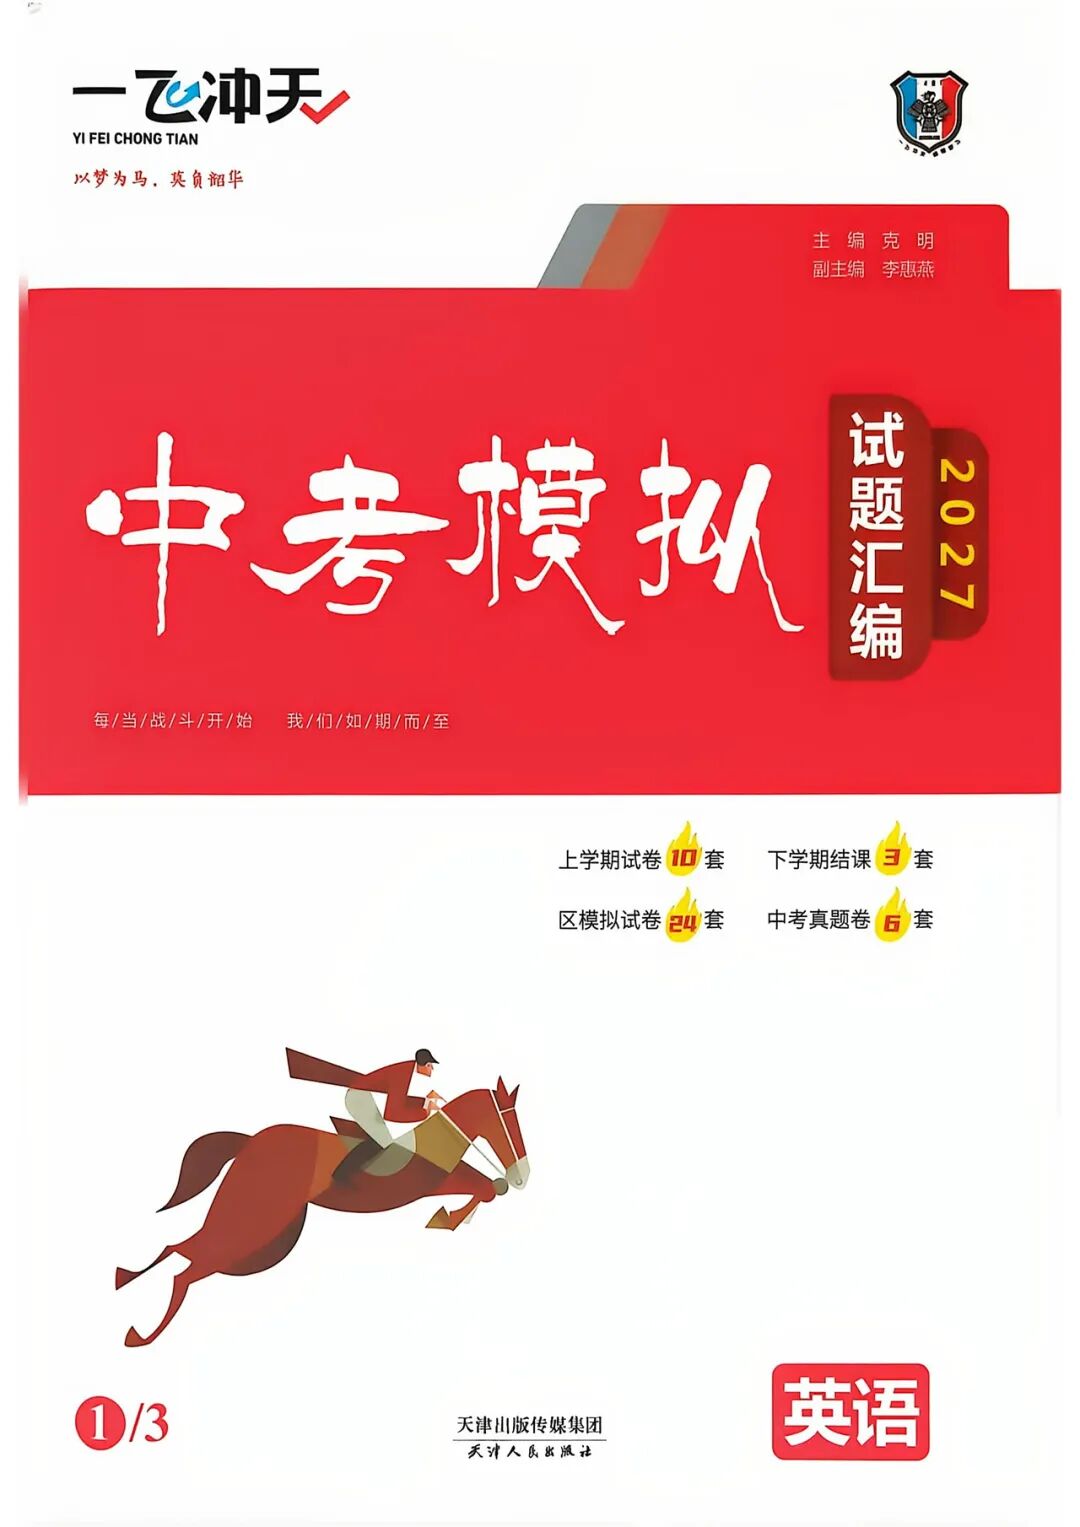 一飞冲天
YI FEI CHONG TIAN
以梦为马，莫负韶华
主 编 克 明
副主编 李惠燕
中考模拟
试题汇编
2027
每/当/战/斗/开/始 我/们/如/期/而/至
上学期试卷 10 套 下学期结课 3 套
区模拟试卷 24 套 中考真题卷 6 套
1/3
天津出版传媒集团
天津人民出版社
英语